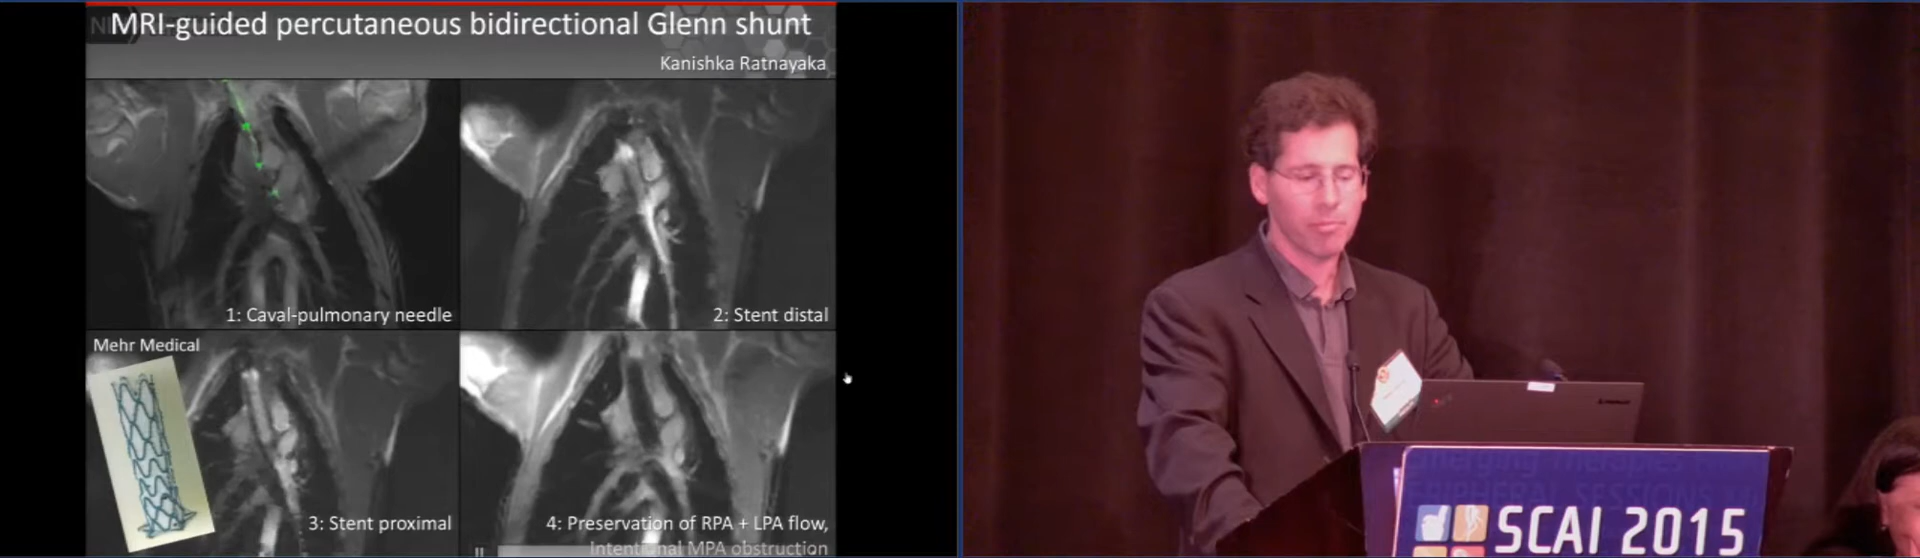 MRI-guided percutaneous bidirectional Glenn shunt
Kanishka Ratnayaka
1: Caval-pulmonary needle
2: Stent distal
Mehr Medical
3: Stent proximal
4: Preservation of RPA + LPA flow,
Intentional MPA obstruction
SCAI 2015